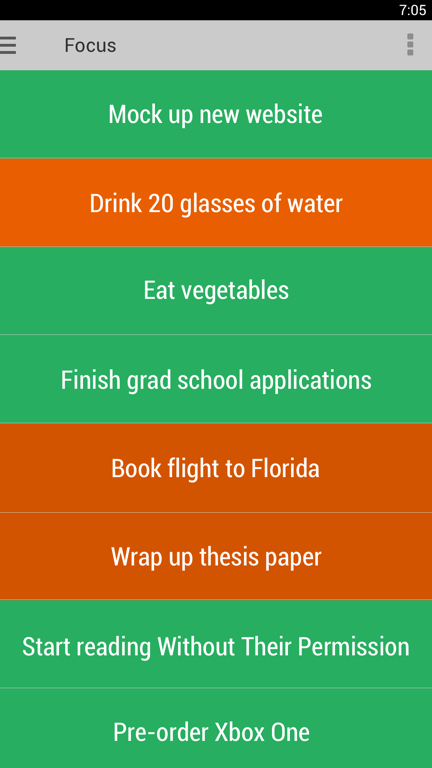 7:05
Focus
Mock up new website
Drink 20 glasses of water
Eat vegetables
Finish grad school applications
Book flight to Florida
Wrap up thesis paper
Start reading Without Their Permission
Pre-order Xbox One